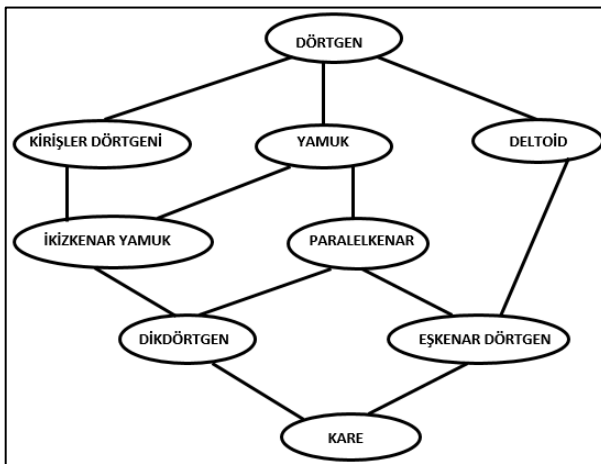 DÖRTGEN
KİRİŞLER DÖRTGENİ
YAMUK
DELTOİD
İKİZKENAR YAMUK
PARALELKENAR
DİKDÖRTGEN
EŞKENAR DÖRTGEN
KARE